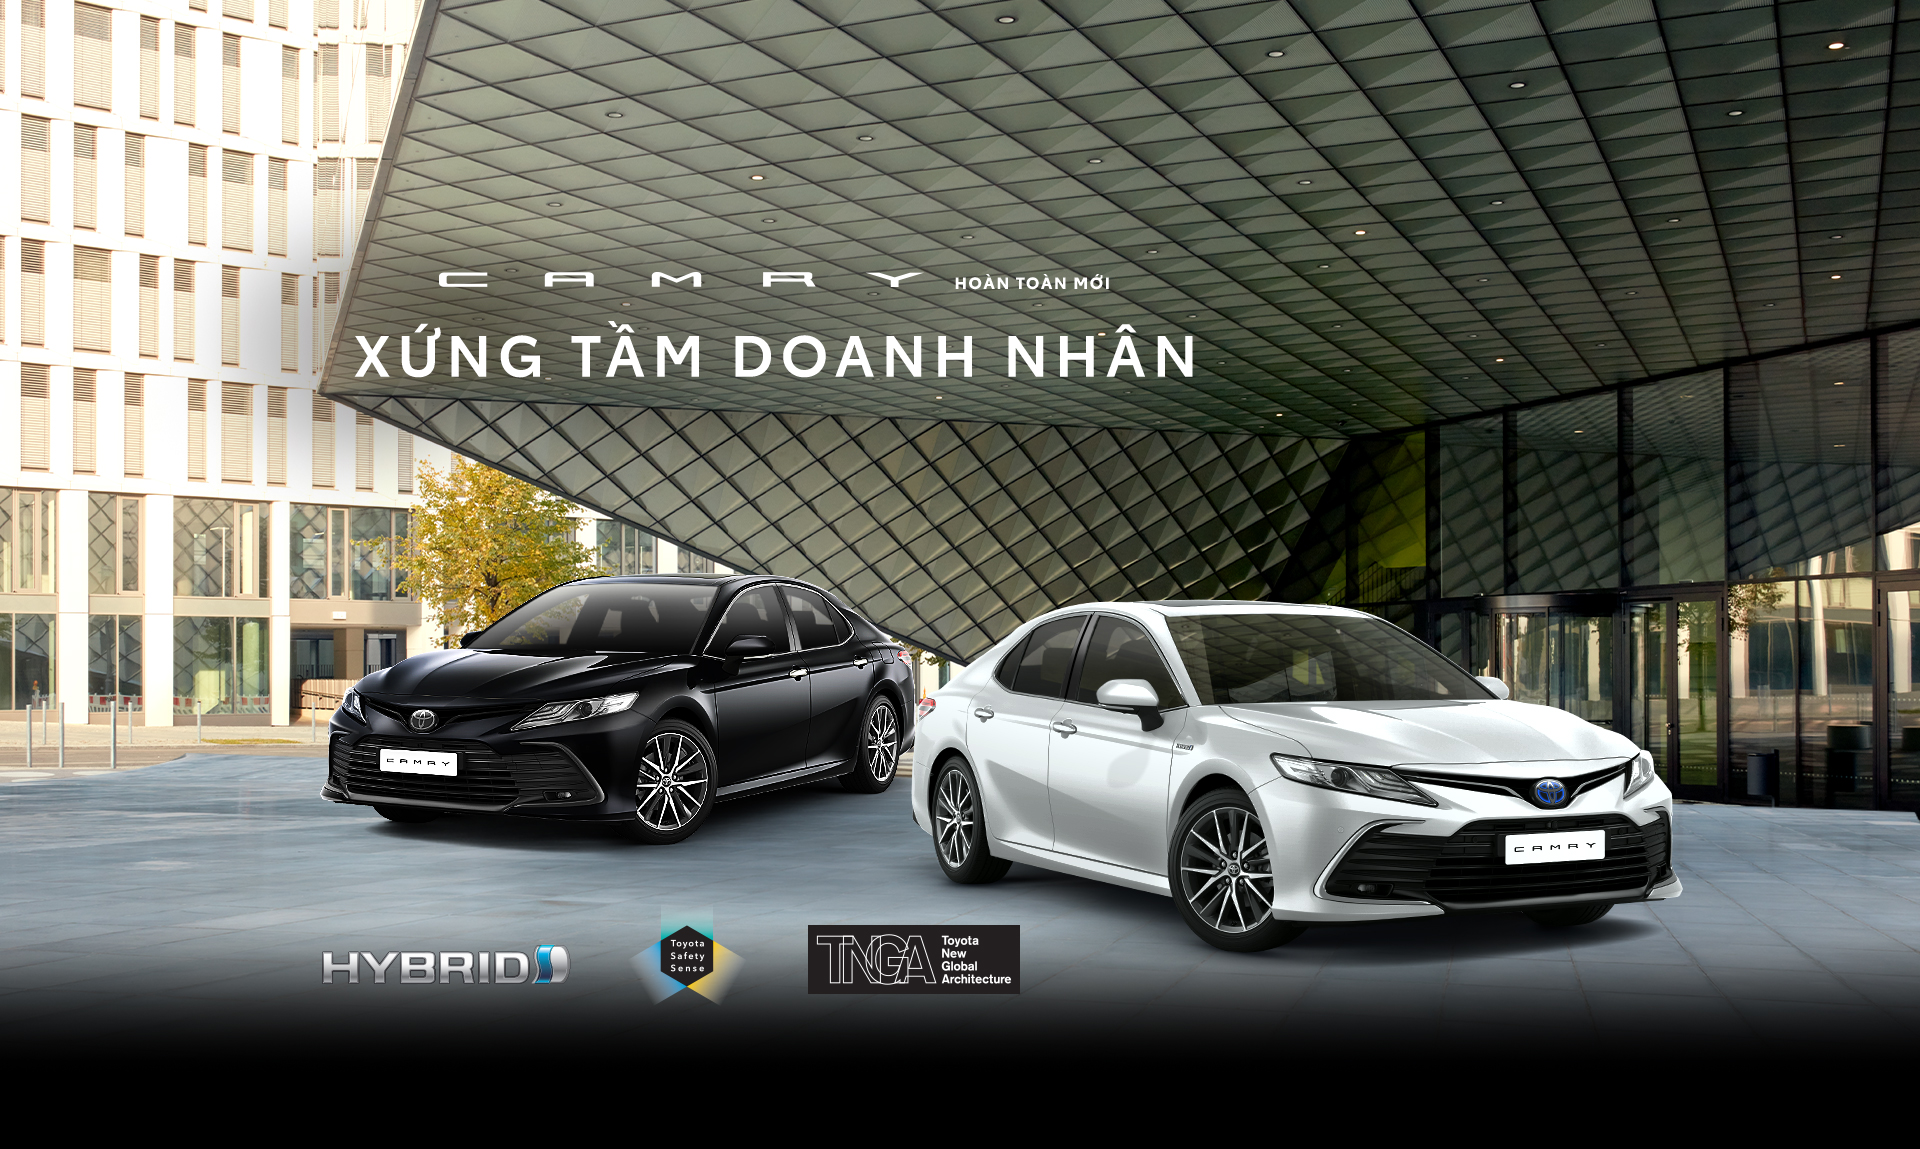 CAMRY HOÀN TOÀN MỚI
XỨNG TẦM DOANH NHÂN
CAMRY
CAMRY
HYBRID
Toyota
Safety
Sense
TNGA
Toyota
New
Global
Architecture